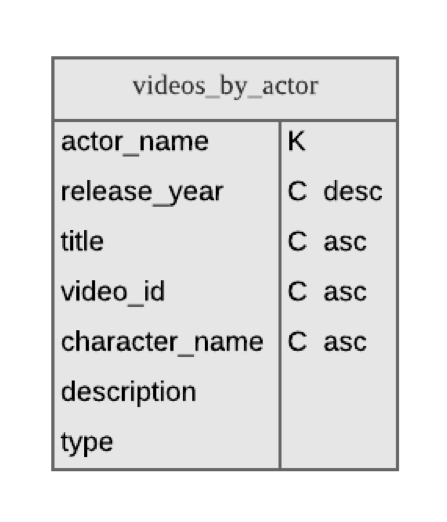 videos_by_actor
actor_name K
release_year C desc
title C asc
video_id C asc
character_name C asc
description
type